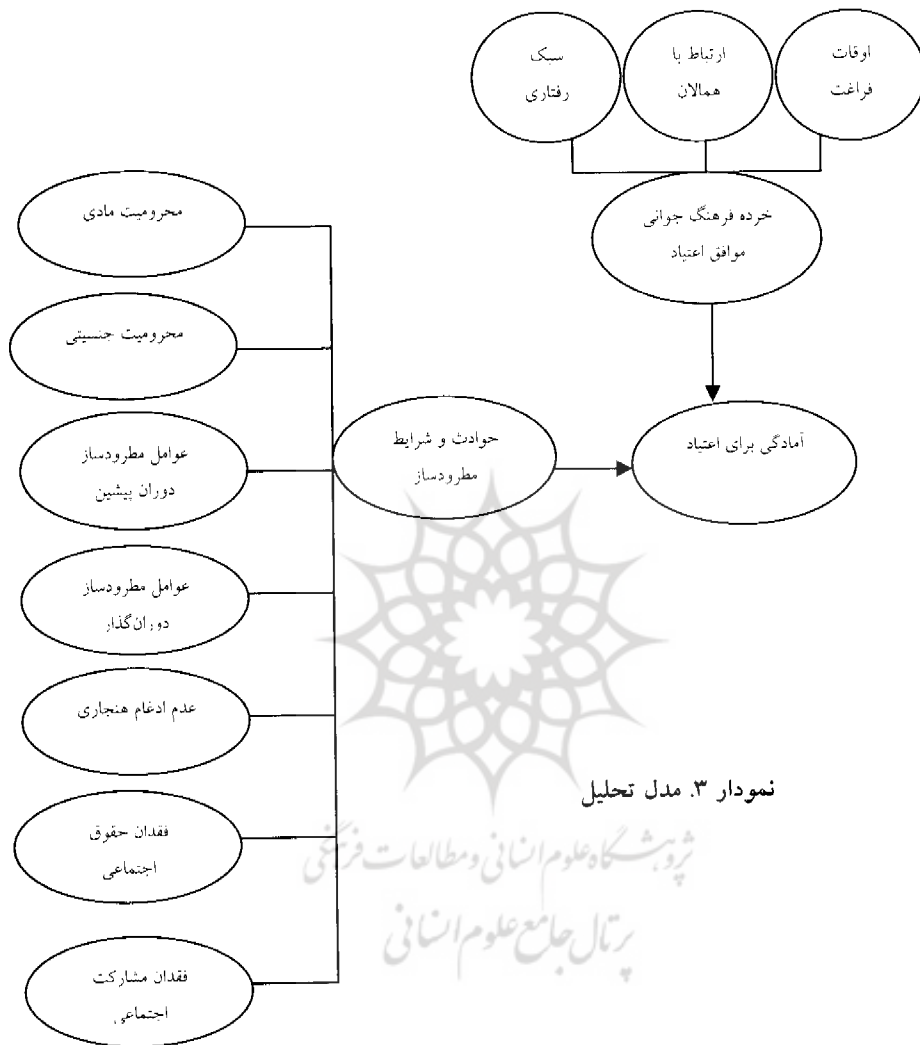 اوقات
فراغت
ارتباط با
همالان
سبک
رفتاری
خرده فرهنگ جوانی
موافق اعتیاد
آمادگی برای اعتیاد
حوادث و شرایط
مطرودساز
محرومیت مادی
محرومیت جنسیتی
عوامل مطرودساز
دوران پیشین
عوامل مطرودساز
دوران‌گذار
عدم ادغام هنجاری
فقدان حقوق
اجتماعی
فقدان مشارکت
اجتماعی
نمودار ۳. مدل تحلیل
پژوهشگاه علوم انسانی و مطالعات فرهنگی
پرتال جامع علوم انسانی